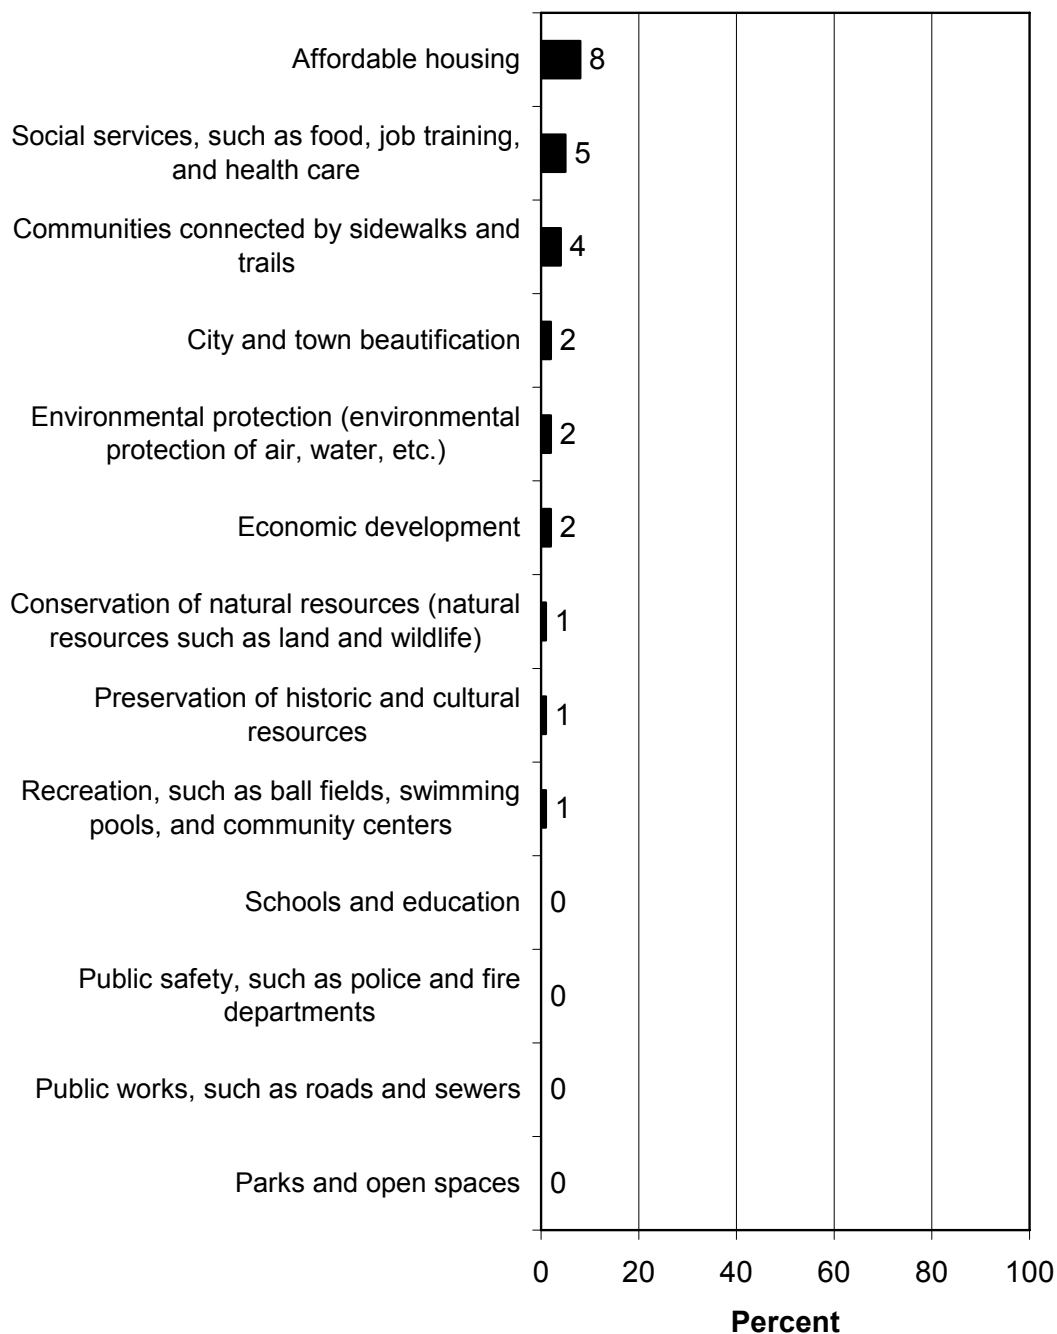 Affordable housing 8
Social services, such as food, job training,
and health care 5
Communities connected by sidewalks and
trails 4
City and town beautification 2
Environmental protection (environmental
protection of air, water, etc.) 2
Economic development 2
Conservation of natural resources (natural
resources such as land and wildlife) 1
Preservation of historic and cultural
resources 1
Recreation, such as ball fields, swimming
pools, and community centers 1
Schools and education 0
Public safety, such as police and fire
departments 0
Public works, such as roads and sewers 0
Parks and open spaces 0
0 20 40 60 80 100
Percent